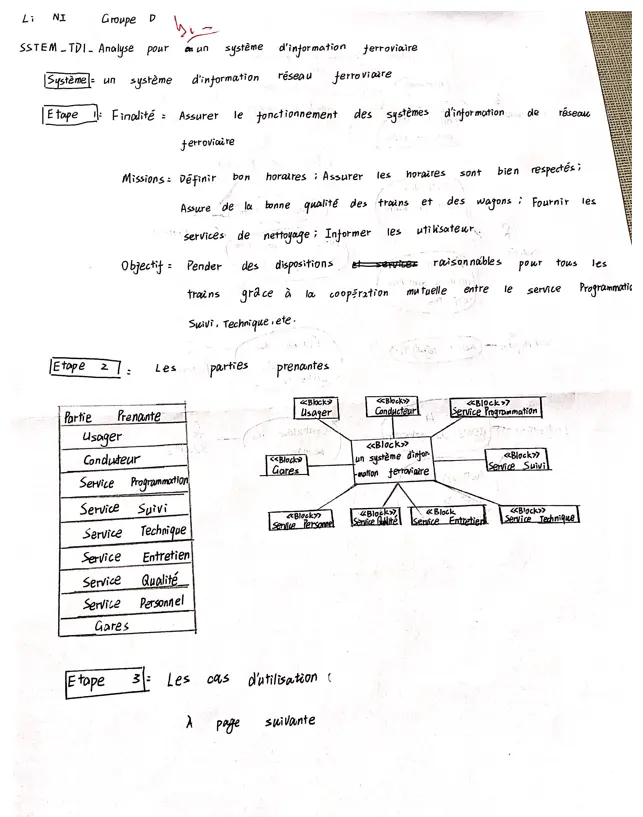 Li NI Groupe D
SSTEM_TDI_ Analyse pour un système d'information ferroviaire
Système = un système d'information réseau ferroviaire
Etape 1: Finalité = Assurer le fonctionnement des systèmes d'information de réseau
ferroviaire
Missions = Définir bon horaires ; Assurer les horaires sont bien respectés ;
Assure de la bonne qualité des trains et des wagons ; Fournir les
services de nettoyage ; Informer les utilisateur.
Objectif = Pender des dispositions et services raisonnables pour tous les
trains grâce à la coopération mutuelle entre le service Programmatio
Suivi, Technique, ete.
Etape 2 : Les parties prenantes
Partie Prenante
Usager
Conducteur
Service Programmation
Service Suivi
Service Technique
Service Entretien
Service Qualité
Service Personnel
Gares
<<Block>>
Usager
<<Block>>
Conducteur
<<Block>>
Service Programmation
<<Block>>
Gares
<<Block>>
un système d'infor-
-mation ferroviaire
<<Block>>
Service Suivi
<<Block>>
Service Personnel
<<Block>>
Service Qualité
<<Block
Service Entretien
<<Block>>
Service Technique
Etape 3 : Les cas d'utilisation (
À page suivante